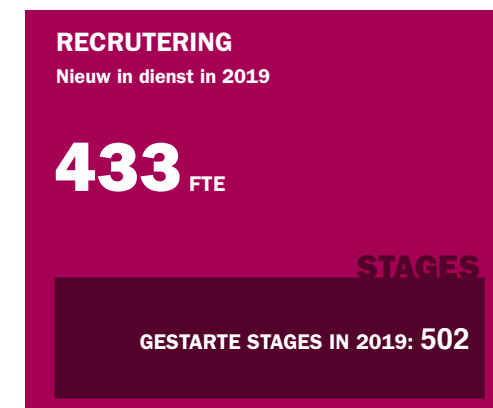 RECRUTERING
Nieuw in dienst in 2019
433 FTE
STAGES
GESTARTE STAGES IN 2019: 502